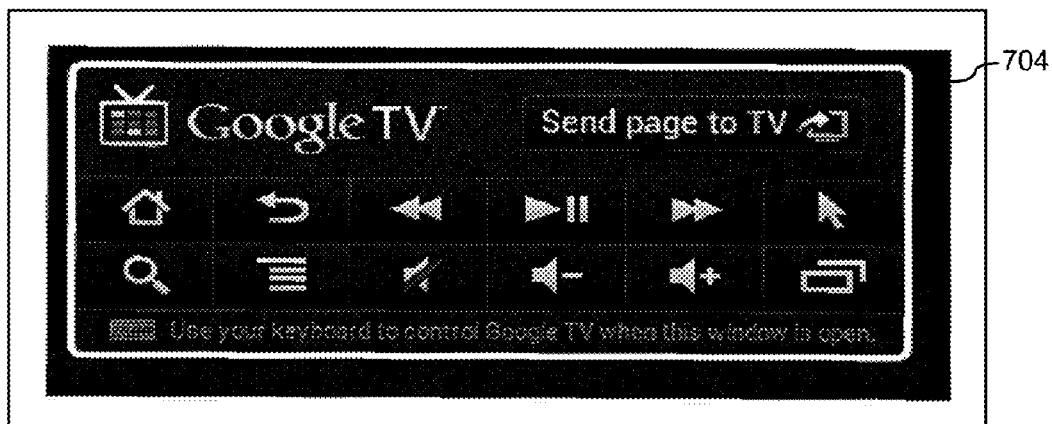 704
Google TV
Send page to TV
Use your keyboard to control Google TV when this window is open.